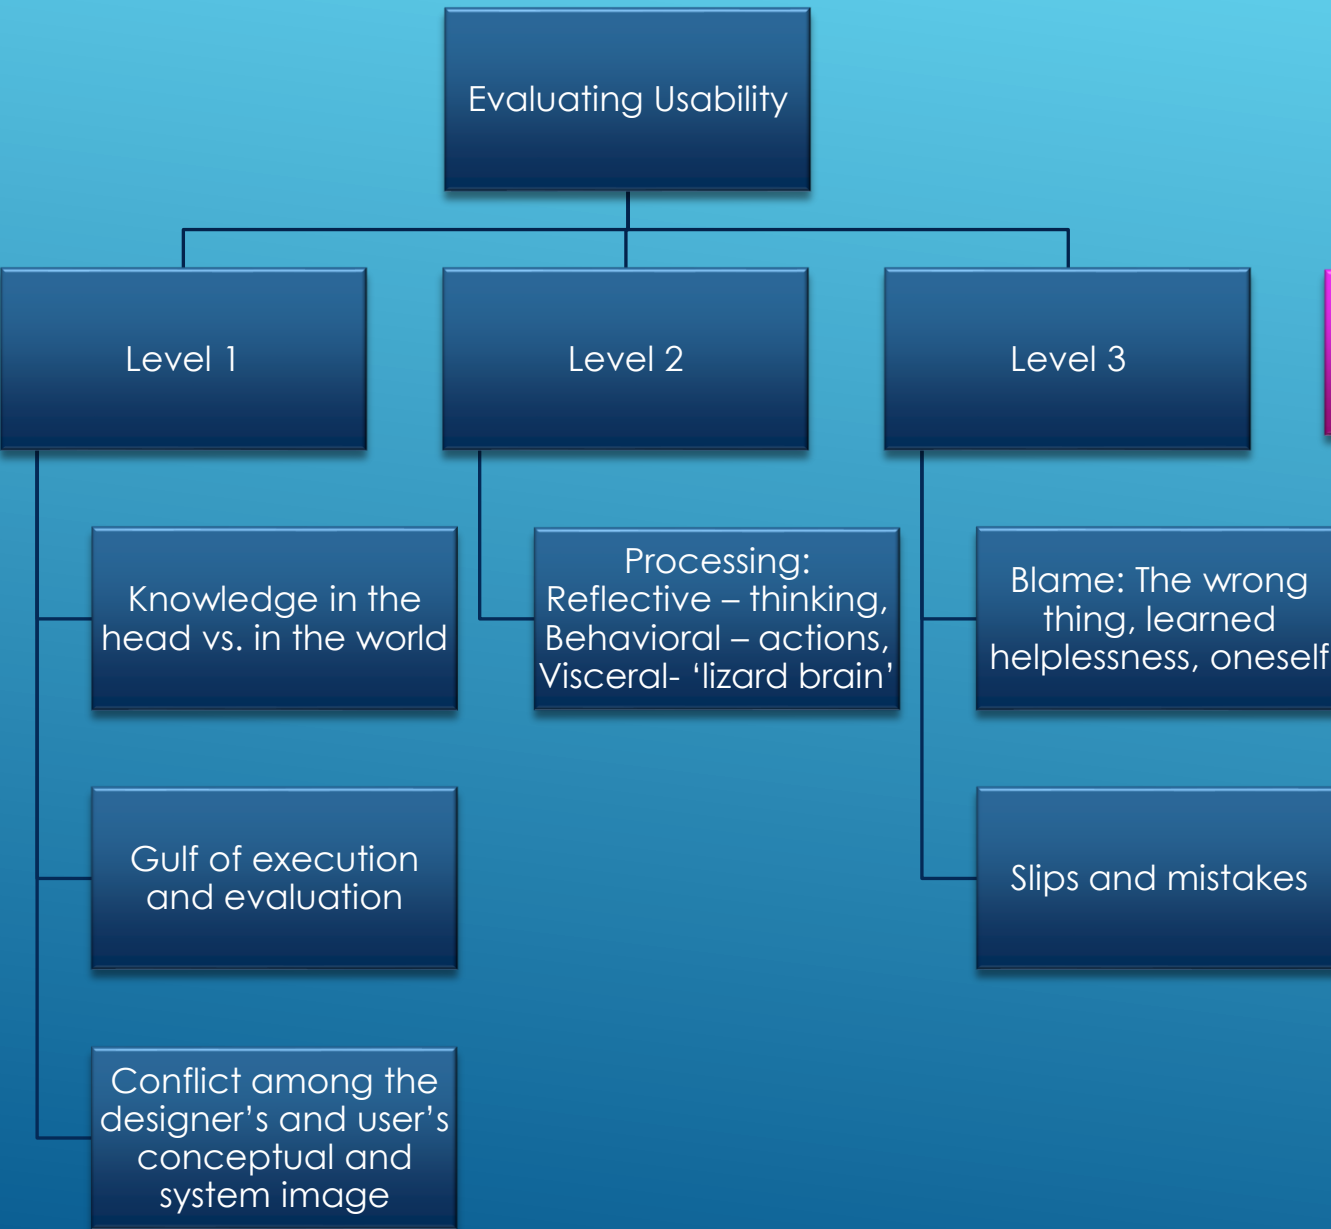 Evaluating Usability
Level 1
Level 2
Level 3
Knowledge in the
head vs. in the world
Processing:
Reflective – thinking,
Behavioral – actions,
Visceral- ‘lizard brain’
Blame: The wrong
thing, learned
helplessness, oneself
Gulf of execution
and evaluation
Slips and mistakes
Conflict among the
designer’s and user’s
conceptual and
system image